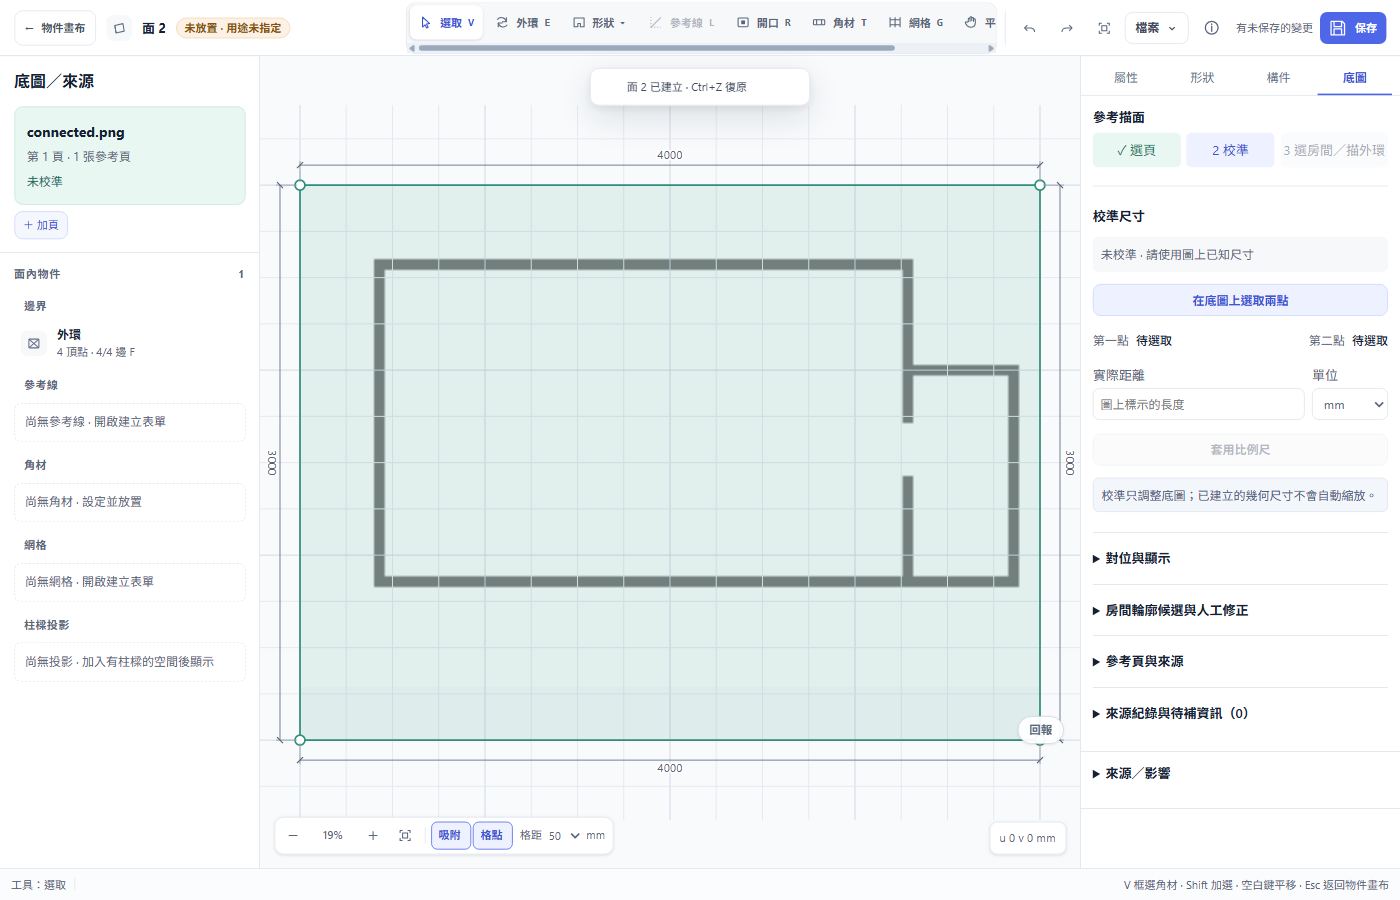 ← 物件畫布
面 2
未放置 · 用途未指定
選取 V
外環 E
形狀
參考線 L
開口 R
角材 T
網格 G
平
檔案
有未保存的變更
保存
底圖／來源
connected.png
第 1 頁 · 1 張參考頁
未校準
＋ 加頁
面內物件 1
邊界
外環
4 頂點 · 4/4 邊 F
參考線
尚無參考線 · 開啟建立表單
角材
尚無角材 · 設定並放置
網格
尚無網格 · 開啟建立表單
柱樑投影
尚無投影 · 加入有柱樑的空間後顯示
面 2 已建立 · Ctrl+Z 復原
4000
3000
3000
4000
回報
− 19% +
吸附
格點
格距 50 mm
u 0 v 0 mm
屬性
形狀
構件
底圖
參考描面
✓ 選頁
2 校準
3 選房間／描外環
校準尺寸
未校準 · 請使用圖上已知尺寸
在底圖上選取兩點
第一點 待選取
第二點 待選取
實際距離
單位
圖上標示的長度
mm
套用比例尺
校準只調整底圖；已建立的幾何尺寸不會自動縮放。
對位與顯示
房間輪廓候選與人工修正
參考頁與來源
來源紀錄與待補資訊（0）
來源／影響
工具：選取
V 框選角材 · Shift 加選 · 空白鍵平移 · Esc 返回物件畫布